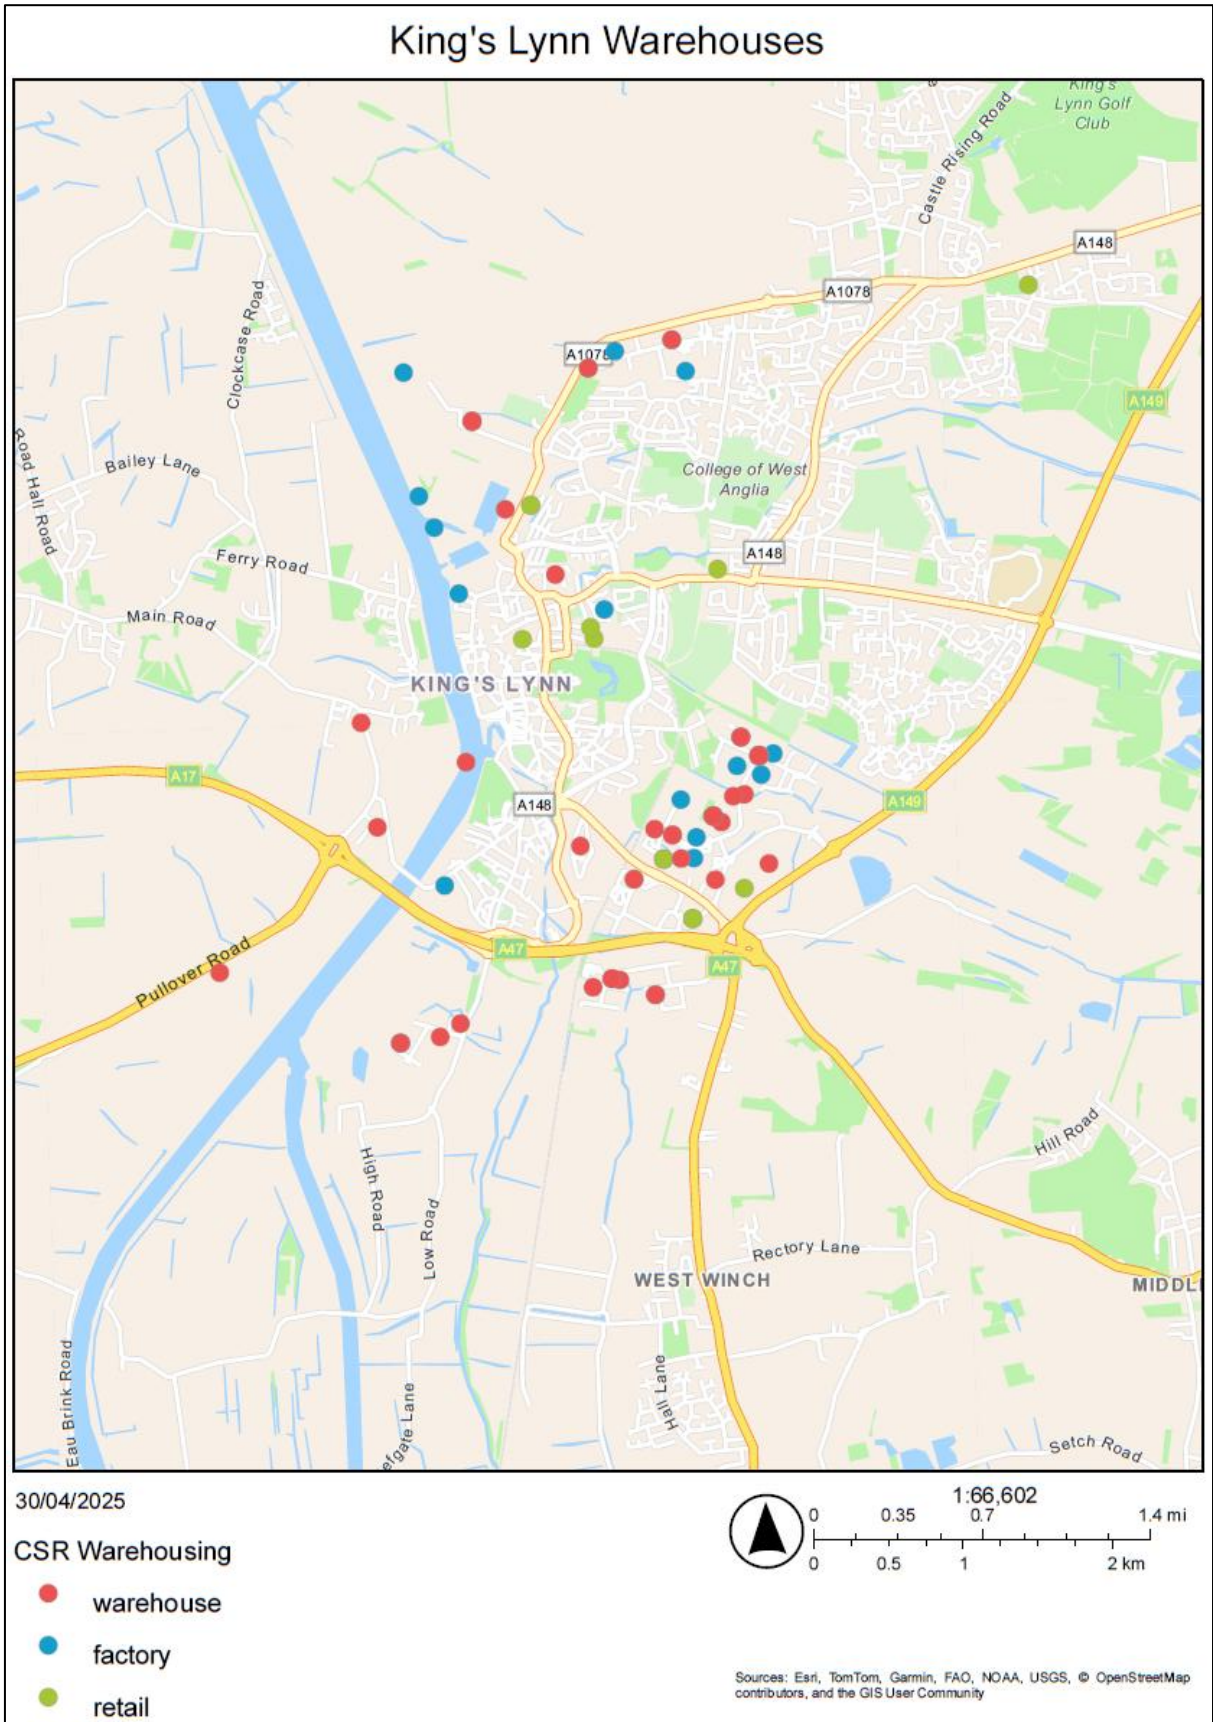 King's Lynn Warehouses
King's
Lynn Golf
Club
Castle Rising Road
A148
A1078
Clockcase Road
A1078
A149
Road Hall Road
Bailey Lane
College of West
Anglia
A148
Ferry Road
Main Road
KING'S LYNN
A17
A148
A149
Pullover Road
A47
A47
Hill Road
High Road
Low Road
Rectory Lane
WEST WINCH
MIDDL
Eau Brink Road
efgate Lane
Hall Lane
Setch Road
30/04/2025
1:66,602
0 0.35 0.7 1.4 mi
0 0.5 1 2 km
CSR Warehousing
warehouse
factory
retail
Sources: Esri, TomTom, Garmin, FAO, NOAA, USGS, © OpenStreetMap
contributors, and the GIS User Community